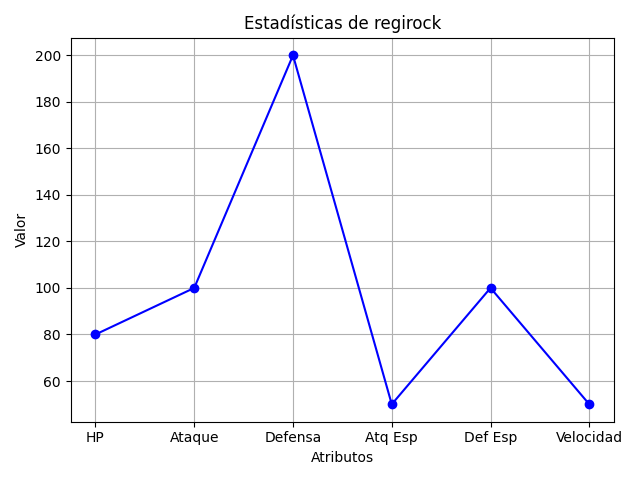 Estadísticas de regirock
200
180
160
140
120
100
80
60
Valor
HP Ataque Defensa Atq Esp Def Esp Velocidad
Atributos